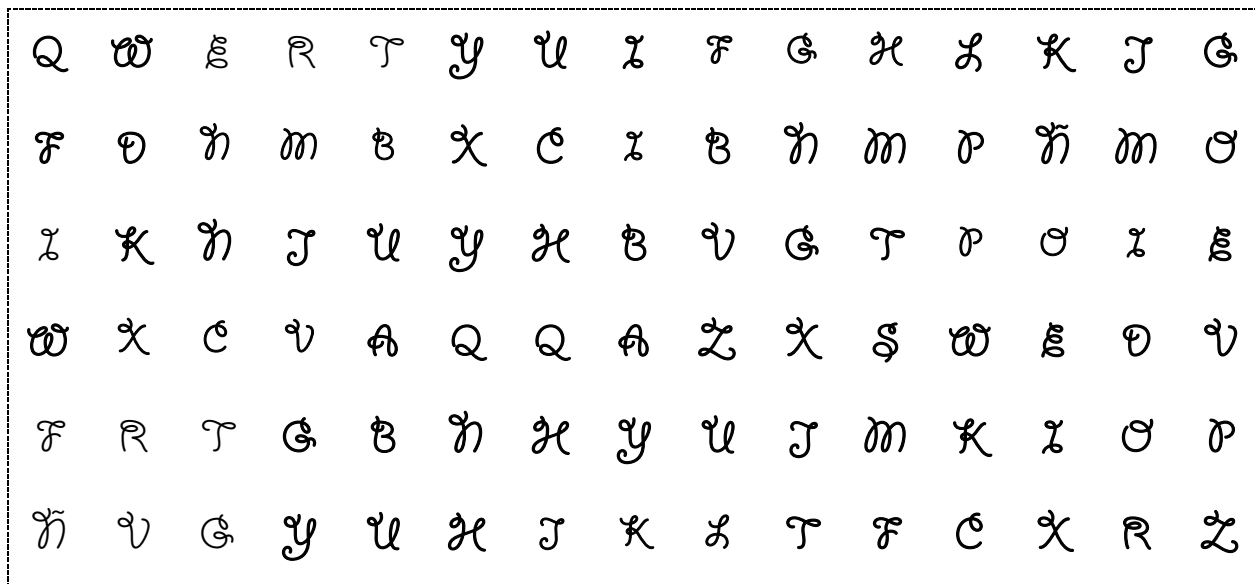 Q W E R T Y U I F G H L K J G
F D N M B X C I B N M P Ñ M O
I K N J U Y H B V G T P O I E
W X C V A Q Q A Z X S W E D V
F R T G B N H Y U J M K I O P
Ñ V G Y U H J K L T F C X R Z